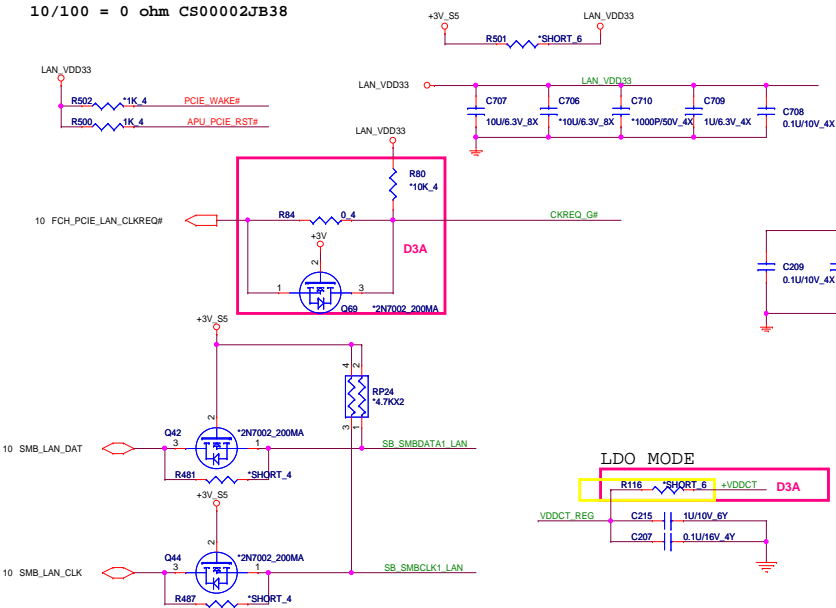 10/100 = 0 ohm CS00002JB38
+3V_S5
LAN_VDD33
R501
*SHORT_6
LAN_VDD33
R502
*1K_4
PCIE_WAKE#
R500
1K_4
APU_PCIE_RST#
LAN_VDD33
LAN_VDD33
C707
10U/6.3V_8X
C706
*10U/6.3V_8X
C710
*1000P/50V_4X
C709
1U/6.3V_4X
C708
0.1U/10V_4X
LAN_VDD33
R80
*10K_4
10 FCH_PCIE_LAN_CLKREQ#
R84
0_4
CKREQ_G#
+3V
D3A
2
1
3
Q69
*2N7002_200MA
C209
0.1U/10V_4X
+3V_S5
4
2
RP24
*4.7KX2
3
1
2
Q42
*2N7002_200MA
10 SMB_LAN_DAT
3
1
SB_SMBDATA1_LAN
R481
*SHORT_4
+3V_S5
2
Q44
*2N7002_200MA
10 SMB_LAN_CLK
3
1
SB_SMBCLK1_LAN
R487
*SHORT_4
LDO MODE
R116
*SHORT_6
+VDDCT
D3A
VDDCT_REG
C215
1U/10V_6Y
C207
0.1U/16V_4Y